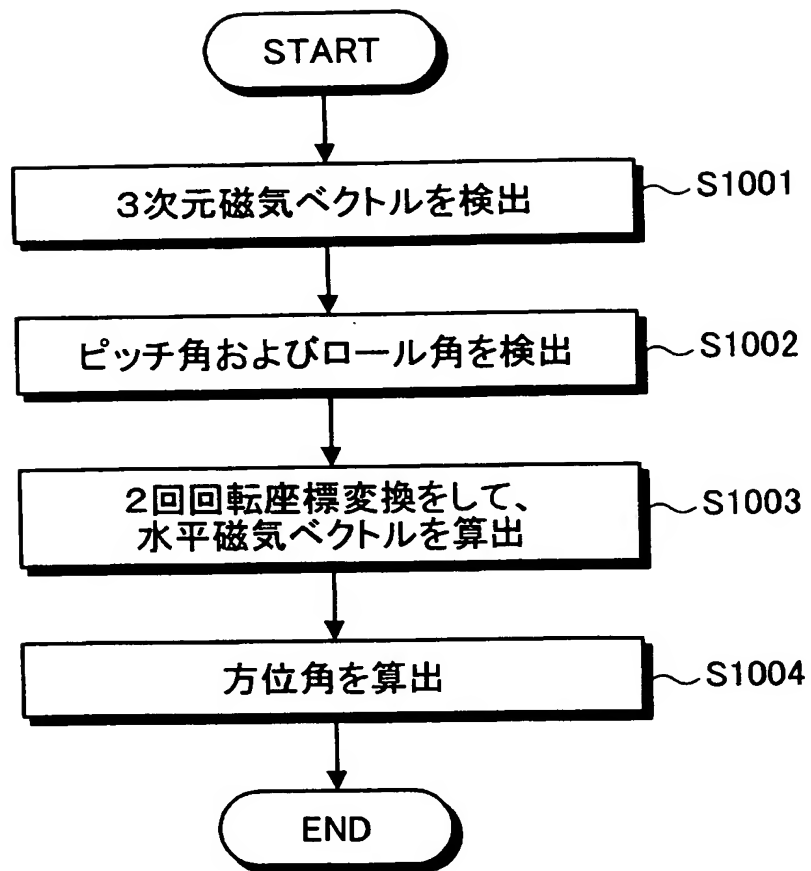 START
3次元磁気ベクトルを検出
S1001
ピッチ角およびロール角を検出
S1002
2回回転座標変換をして、
水平磁気ベクトルを算出
S1003
方位角を算出
S1004
END